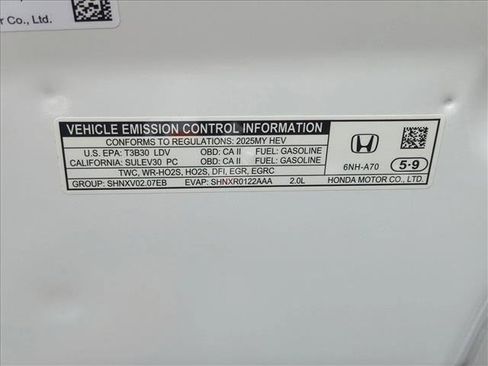 r Co., Ltd.
VEHICLE EMISSION CONTROL INFORMATION
CONFORMS TO REGULATIONS: 2025MY HEV
U.S. EPA: T3B30 LDV OBD: CA II FUEL: GASOLINE
CALIFORNIA: SULEV30 PC OBD: CA II FUEL: GASOLINE
TWC, WR-HO2S, HO2S, DFI, EGR, EGRC
GROUP: SHNXV02.07EB EVAP: SHNXR0122AAA 2.0L
6NH-A70 5-9
HONDA MOTOR CO., LTD.